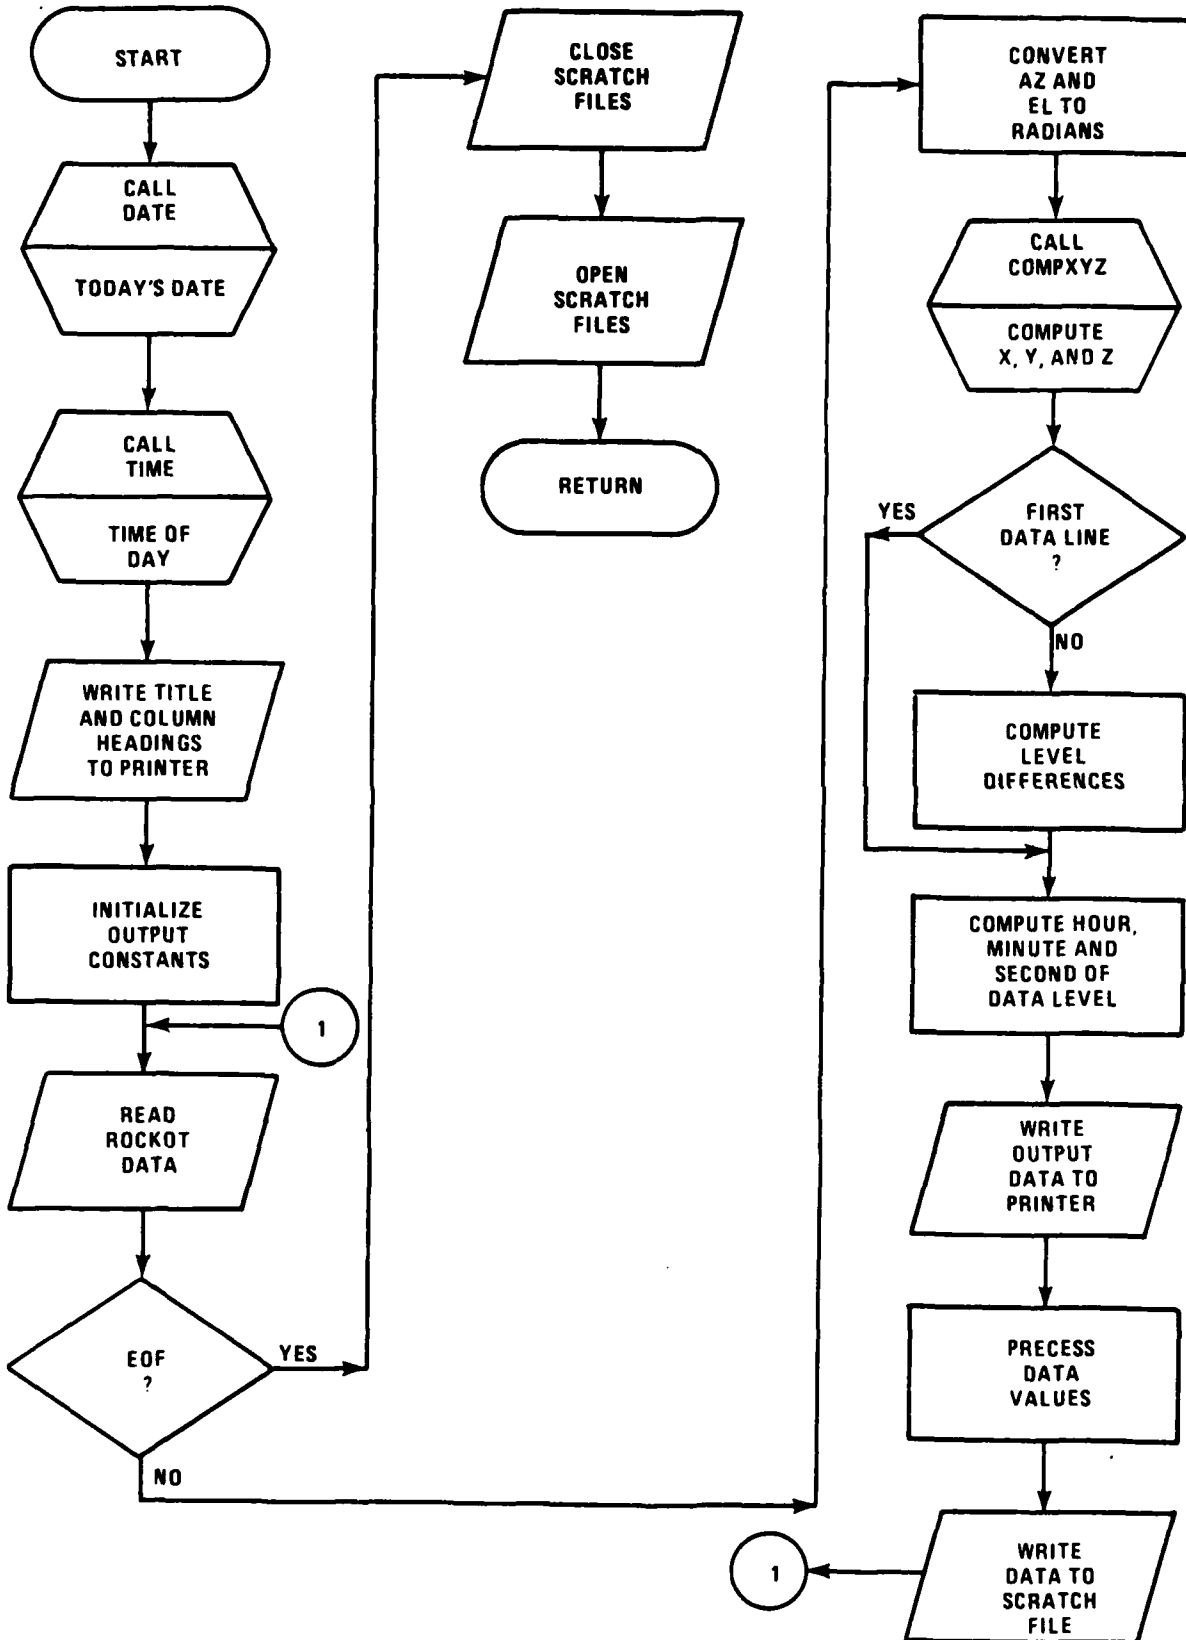 START
CALL
DATE
TODAY'S DATE
CALL
TIME
TIME OF
DAY
WRITE TITLE
AND COLUMN
HEADINGS
TO PRINTER
INITIALIZE
OUTPUT
CONSTANTS
1
READ
ROCKOT
DATA
EOF
?
YES
NO
CLOSE
SCRATCH
FILES
OPEN
SCRATCH
FILES
RETURN
CONVERT
AZ AND
EL TO
RADIANS
CALL
COMPXYZ
COMPUTE
X, Y, AND Z
FIRST
DATA LINE
?
YES
NO
COMPUTE
LEVEL
DIFFERENCES
COMPUTE HOUR,
MINUTE AND
SECOND OF
DATA LEVEL
WRITE
OUTPUT
DATA TO
PRINTER
PRECESS
DATA
VALUES
WRITE
DATA TO
SCRATCH
FILE
1